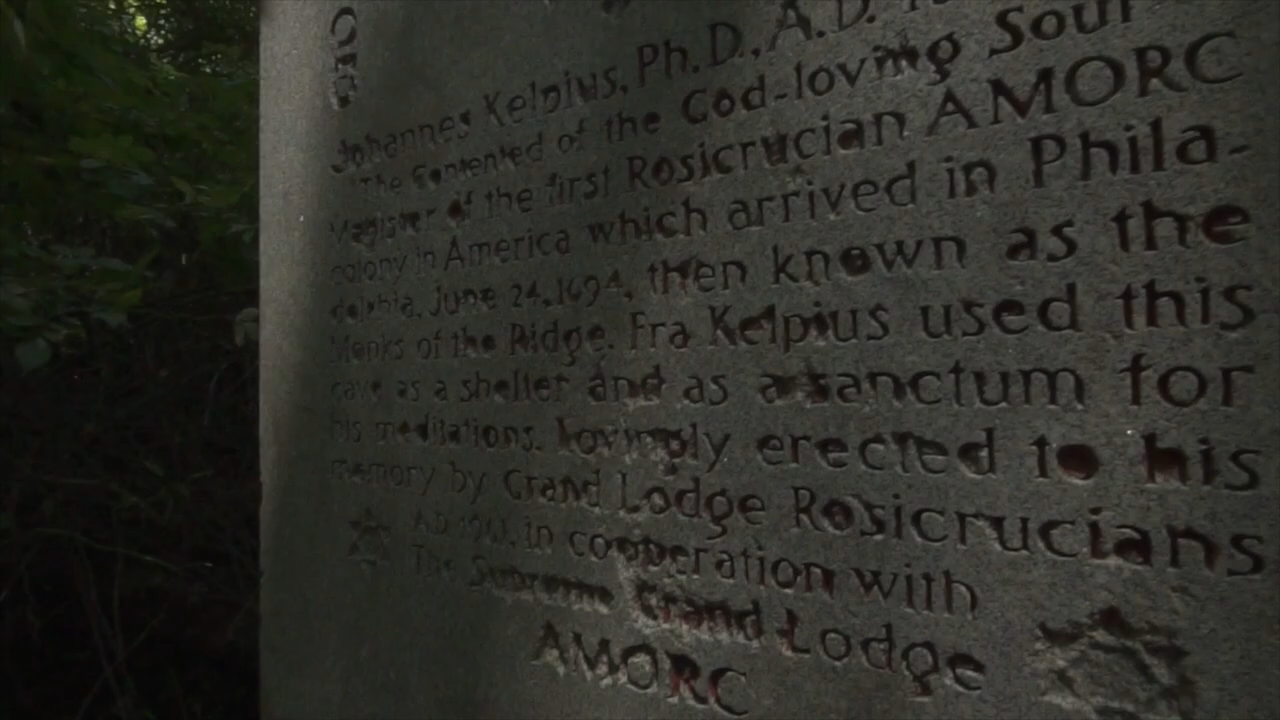 Johannes Kelpius, Ph.D., A.D.
"The Contented of the God-loving Soul
Magister of the first Rosicrucian AMORC
colony in America which arrived in Phila-
delphia, June 24, 1694, then known as the
Monks of the Ridge. Fra Kelpius used this
cave as a shelter and as a sanctum for
his meditations. Lovingly erected to his
memory by Grand Lodge Rosicrucians
A.D. in cooperation with
The Supreme Grand Lodge
AMORC